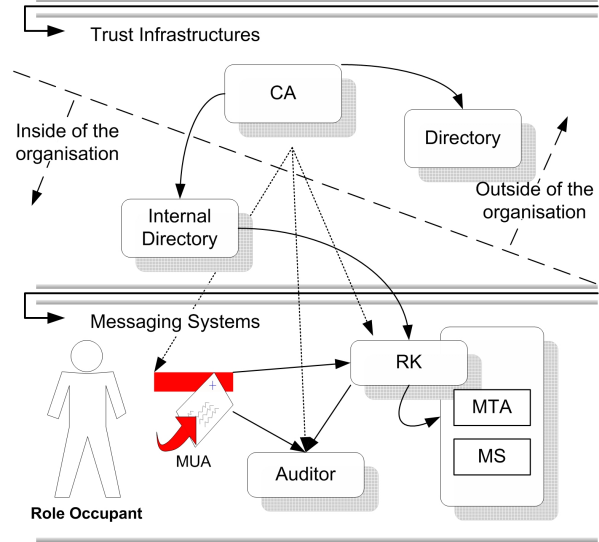 Trust Infrastructures
CA
Directory
Inside of the
organisation
Outside of the
organisation
Internal
Directory
Messaging Systems
RK
MTA
MS
MUA
Auditor
Role Occupant